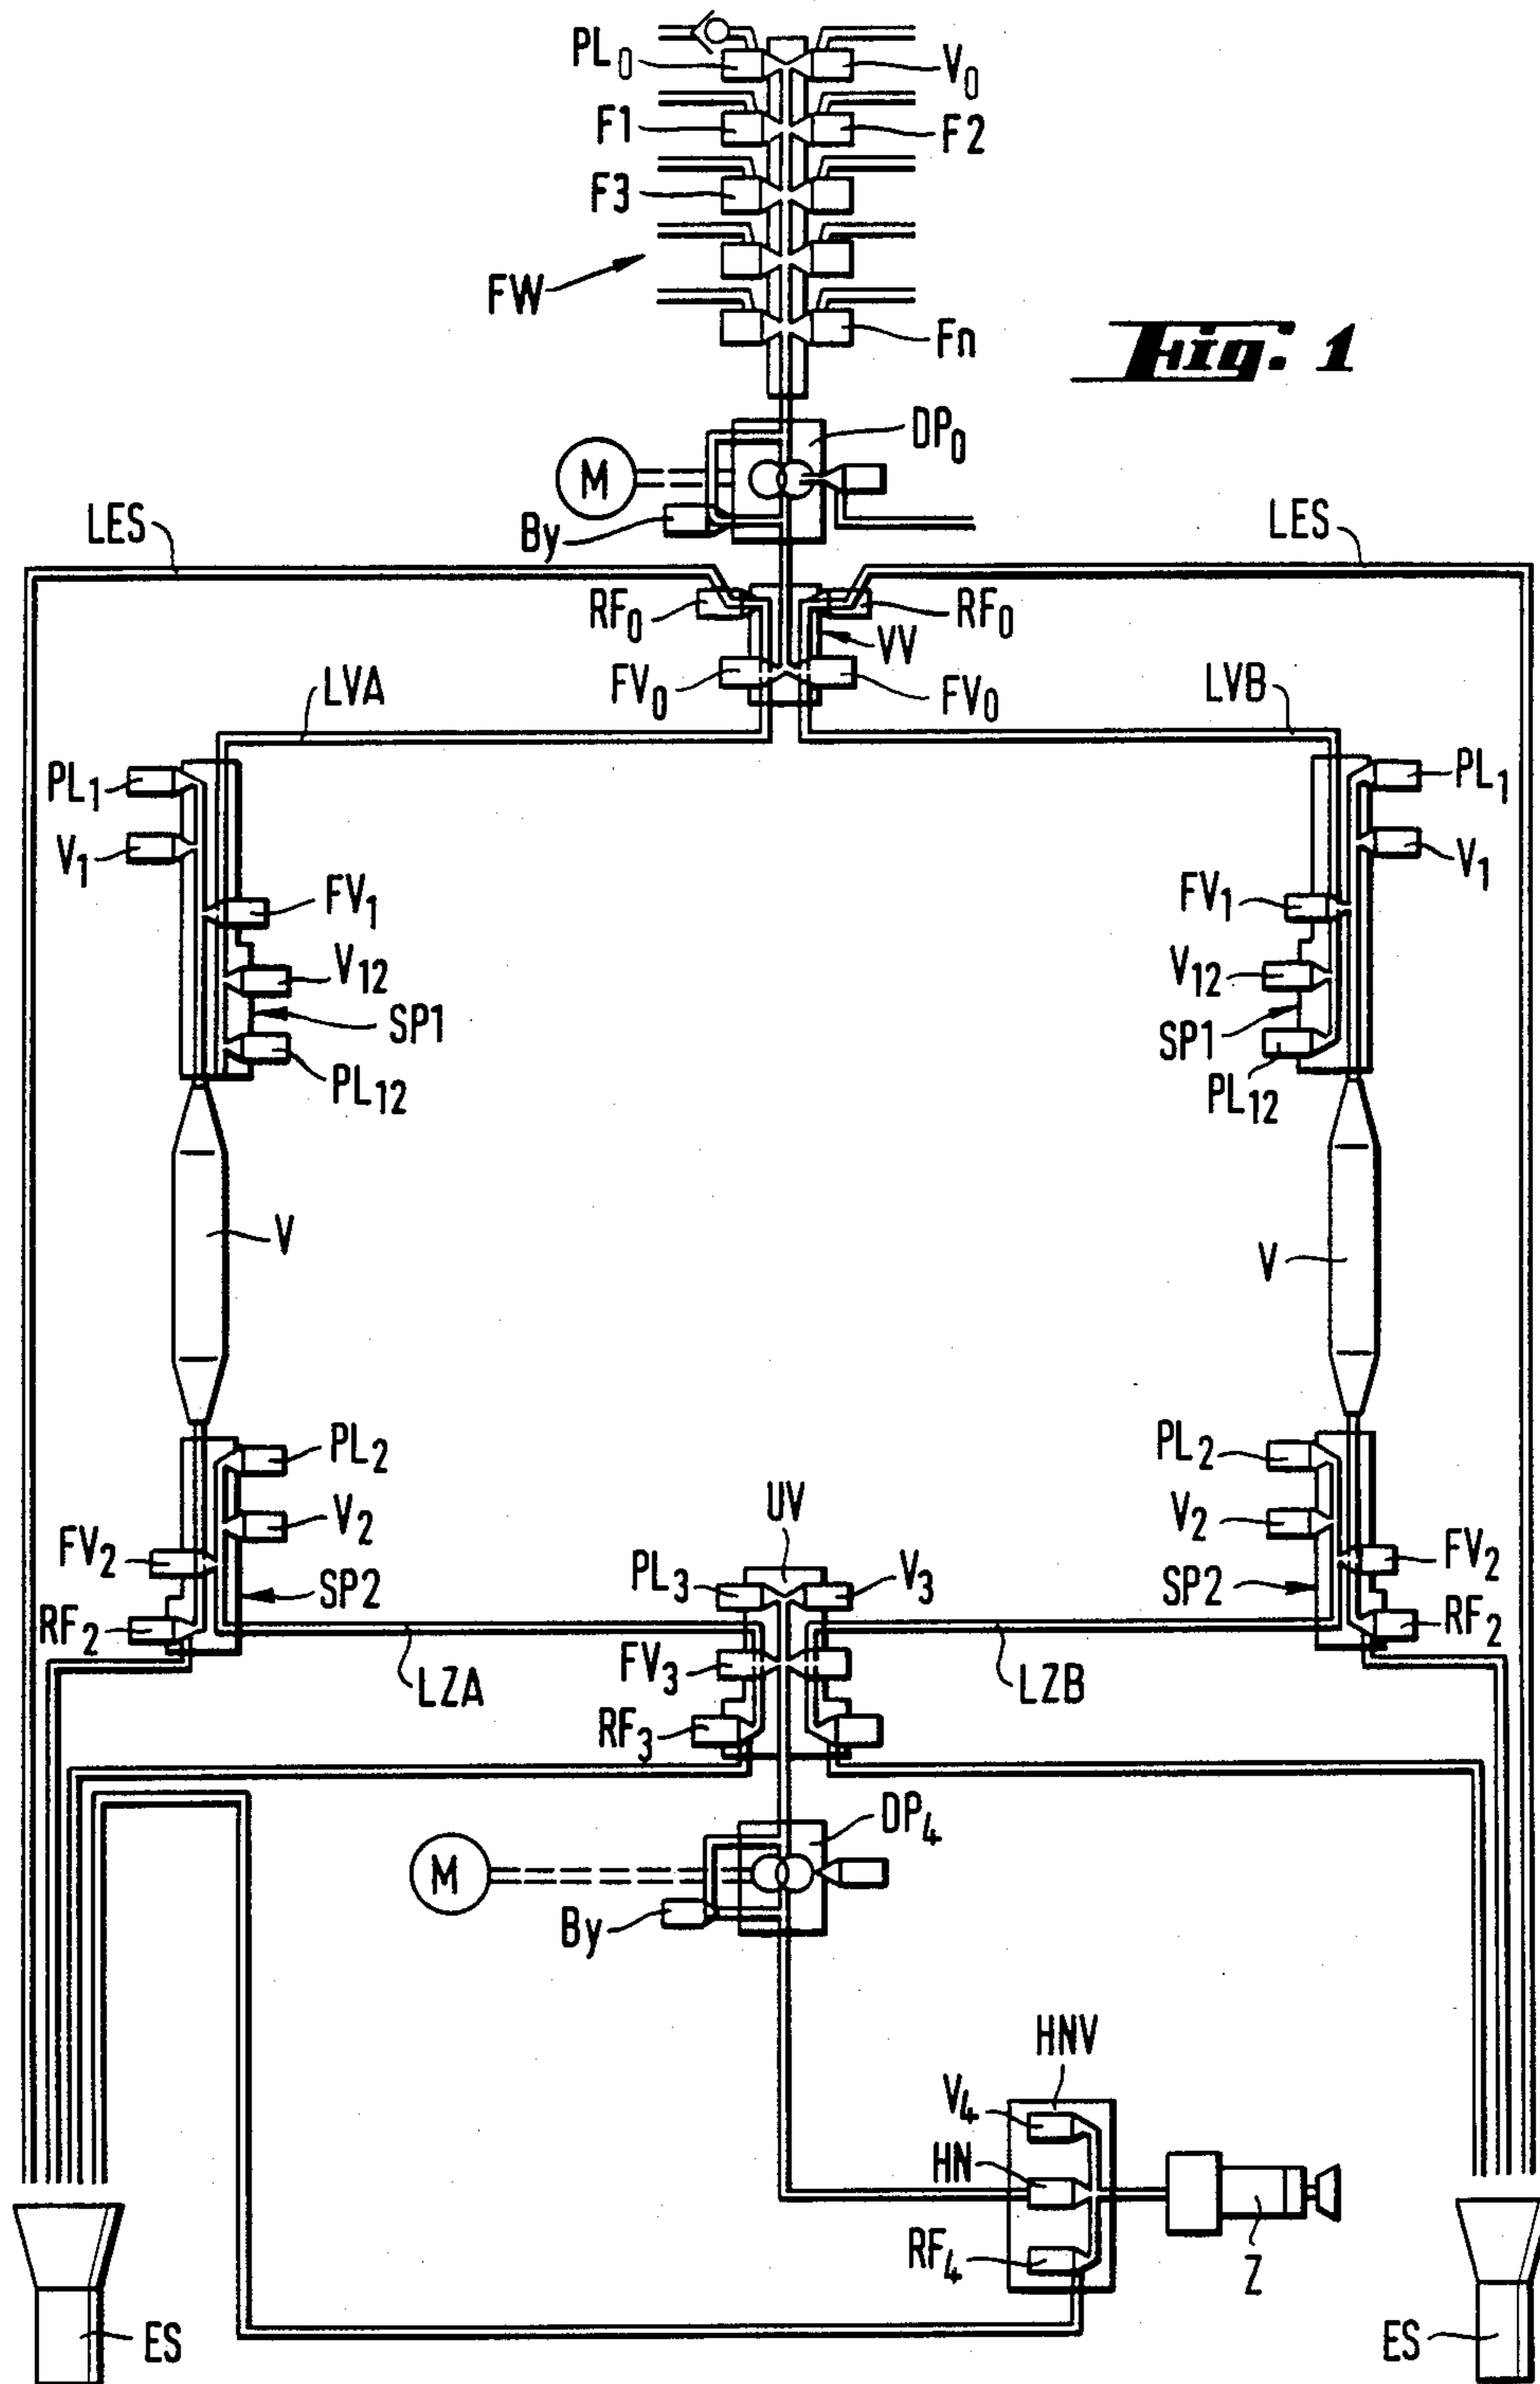 PL0
V0
F1
F2
F3
FW
Fn
Fig. 1
DP0
M
By
LES
LES
RF0
RF0
VV
FV0
FV0
LVA
LVB
PL1
PL1
V1
V1
FV1
FV1
V12
V12
SP1
SP1
PL12
PL12
V
V
PL2
PL2
V2
V2
UV
FV2
FV2
PL3
V3
SP2
SP2
RF2
RF2
FV3
LZA
LZB
RF3
DP4
M
By
HNV
V4
HN
RF4
Z
ES
ES